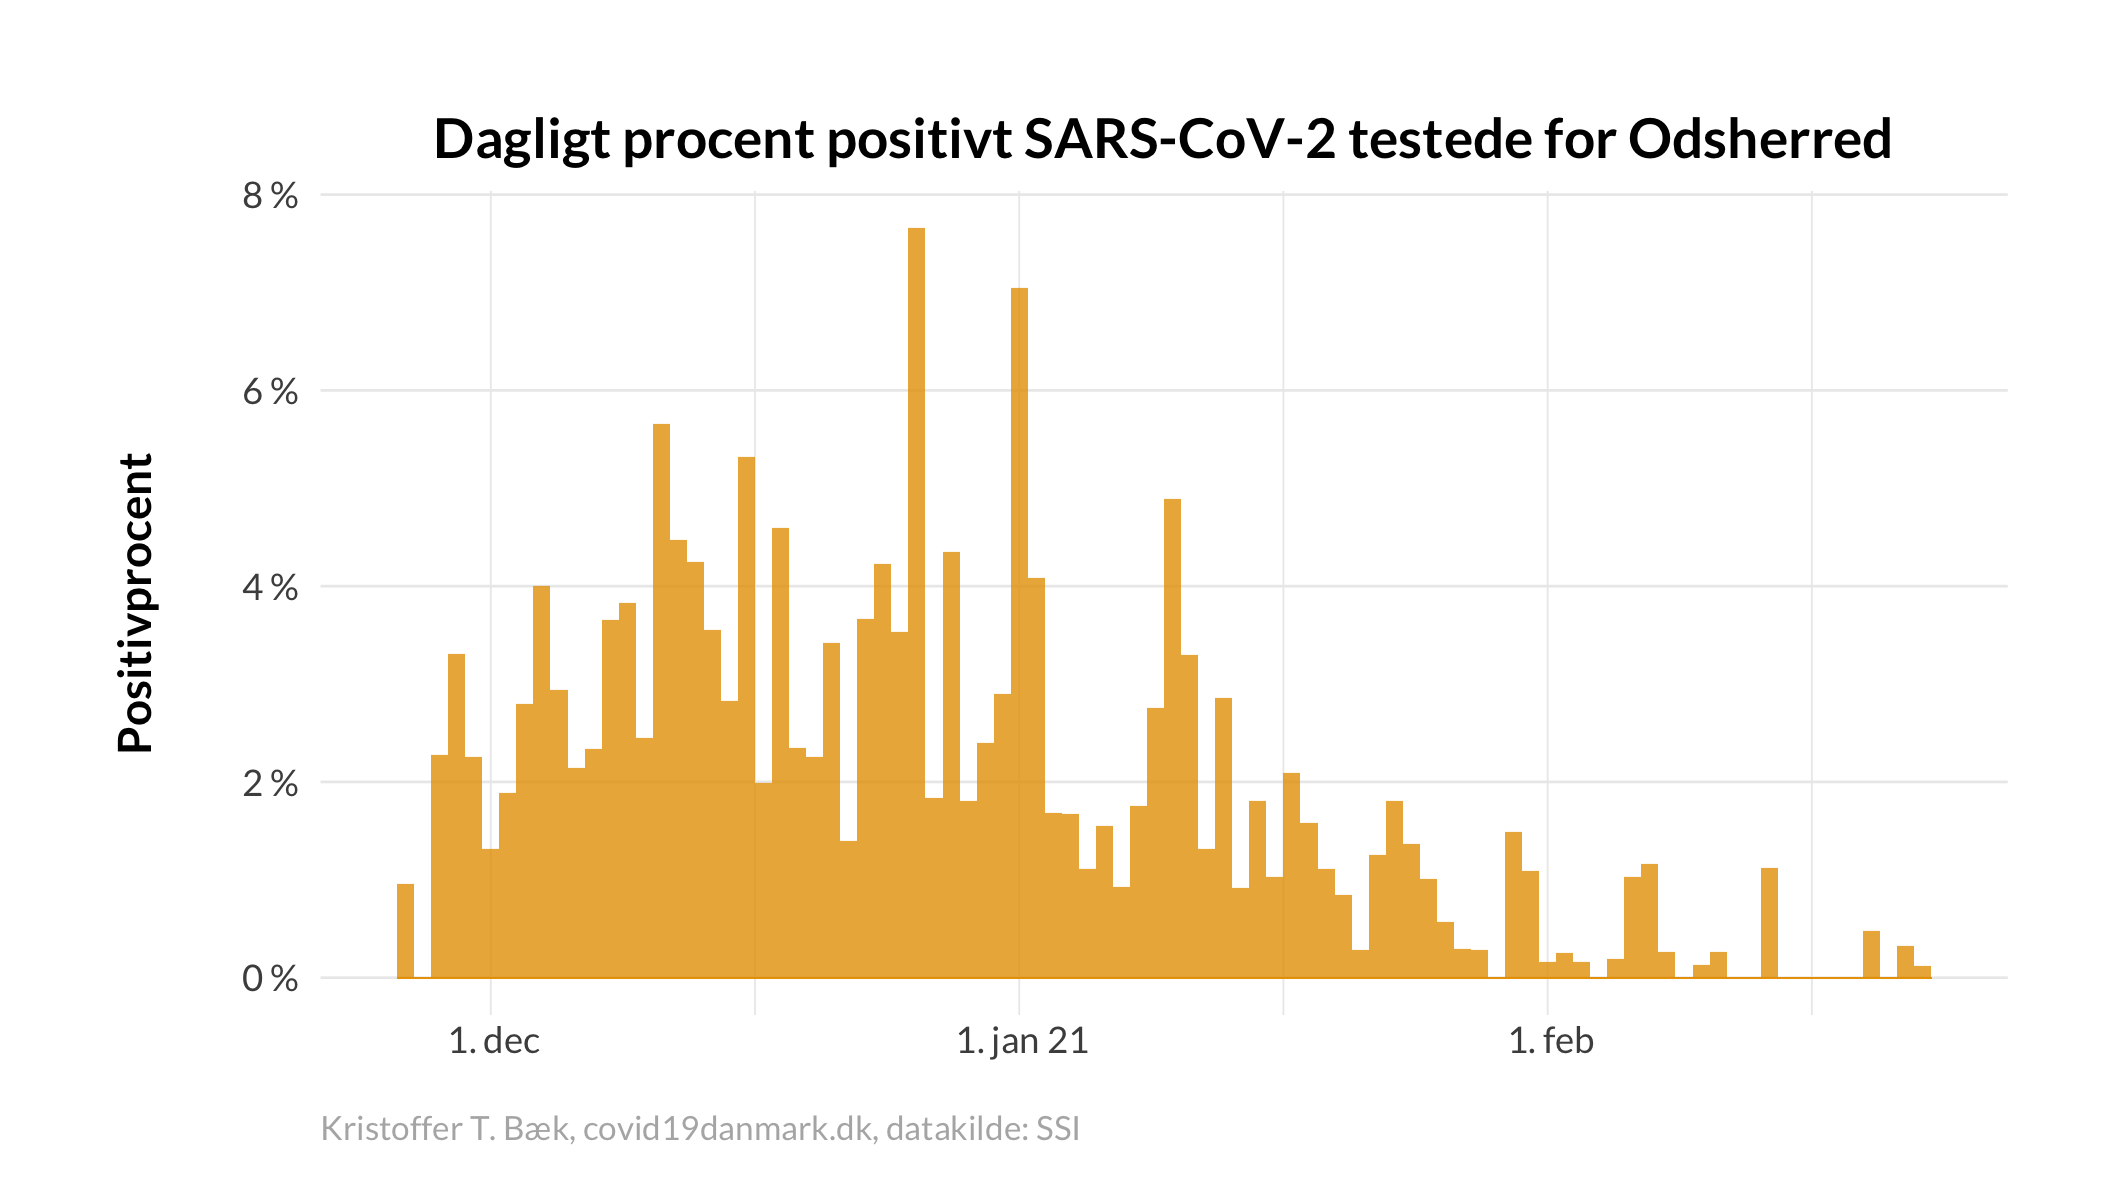 Dagligt procent positivt SARS-CoV-2 testede for Odsherred
8 %
6 %
4 %
2 %
0 %
Positivprocent
1. dec
1. jan 21
1. feb
Kristoffer T. Bæk, covid19danmark.dk, datakilde: SSI